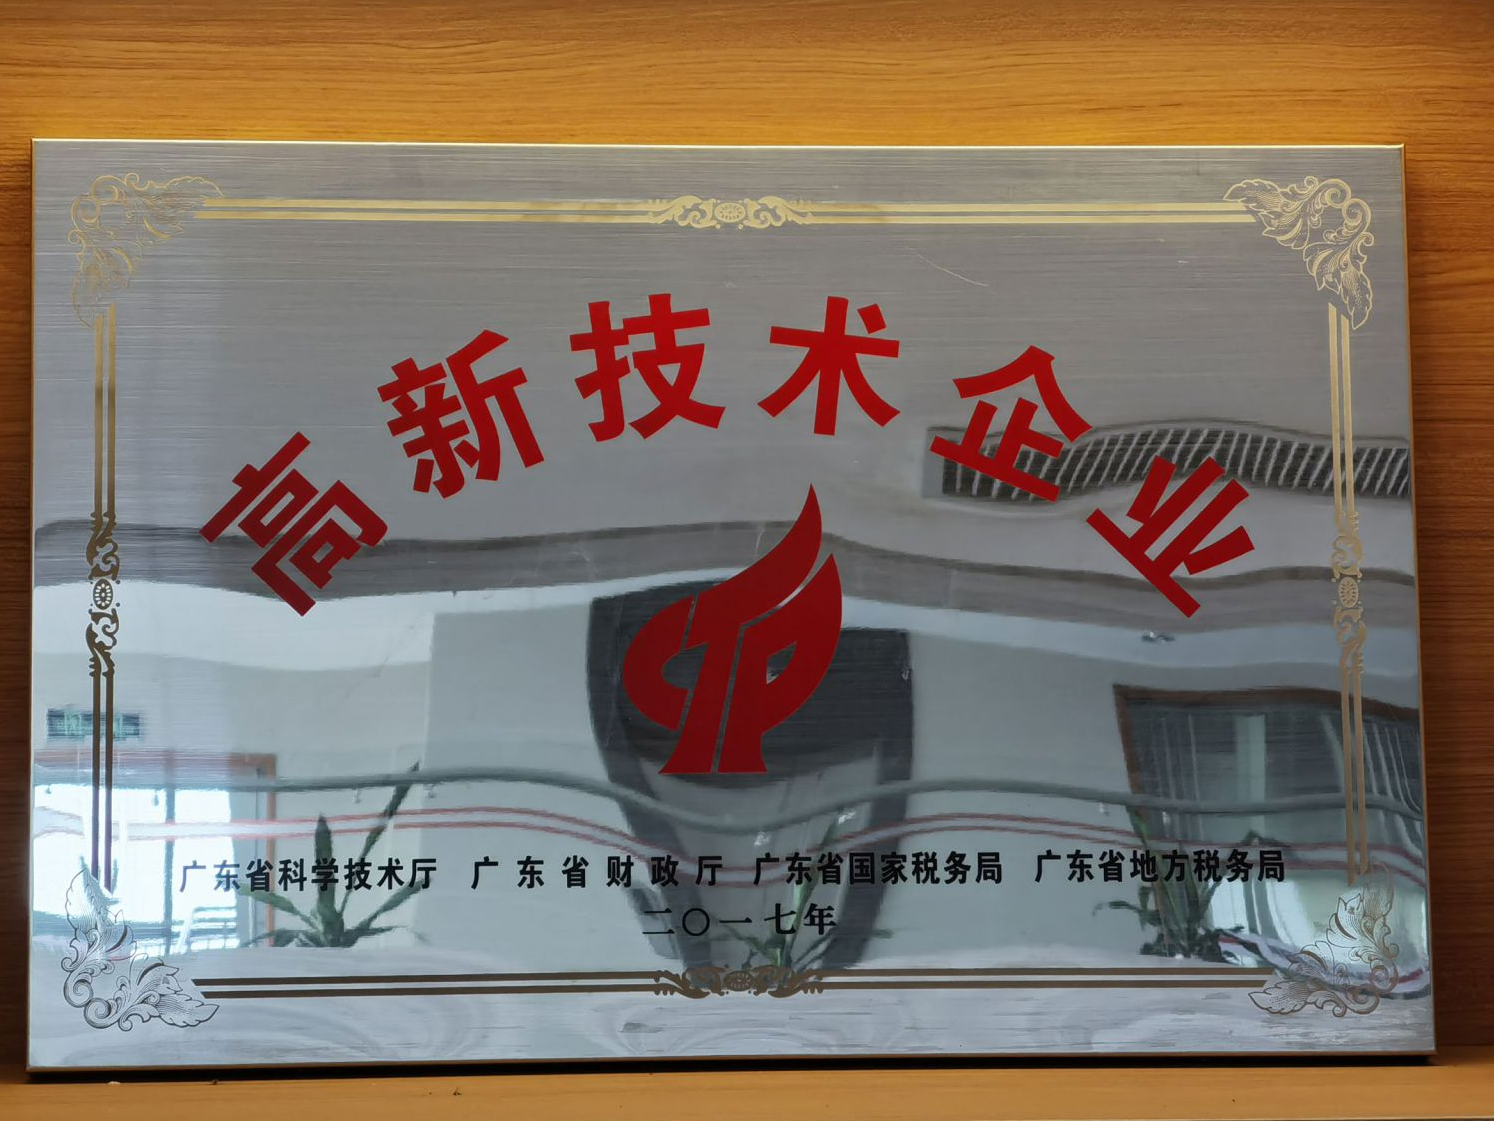 高新技术企业
广东省科学技术厅 广东省财政厅 广东省国家税务局 广东省地方税务局
二〇一七年